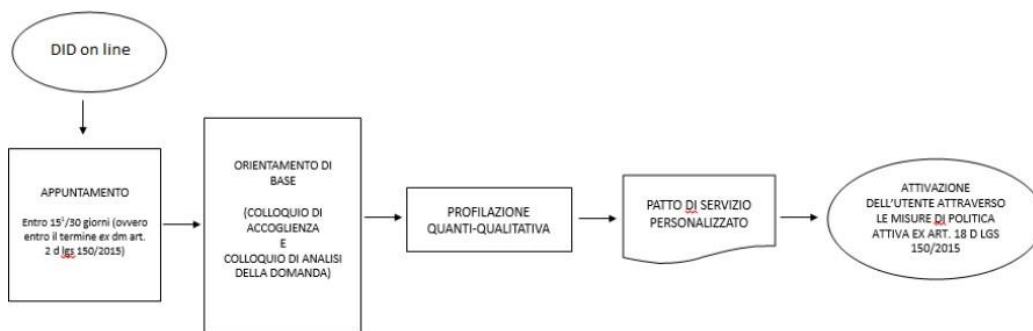 DID on line
APPUNTAMENTO
Entro 15¹/30 giorni (ovvero
entro il termine ex dm art.
2 d lgs 150/2015)
ORIENTAMENTO DI
BASE
(COLLOQUIO DI
ACCOGLIENZA
E
COLLOQUIO DI ANALISI
DELLA DOMANDA)
PROFILAZIONE
QUANTI-QUALITATIVA
PATTO DI SERVIZIO
PERSONALIZZATO
ATTIVAZIONE
DELL'UTENTE ATTRAVERSO
LE MISURE DI POLITICA
ATTIVA EX ART. 18 D LGS
150/2015